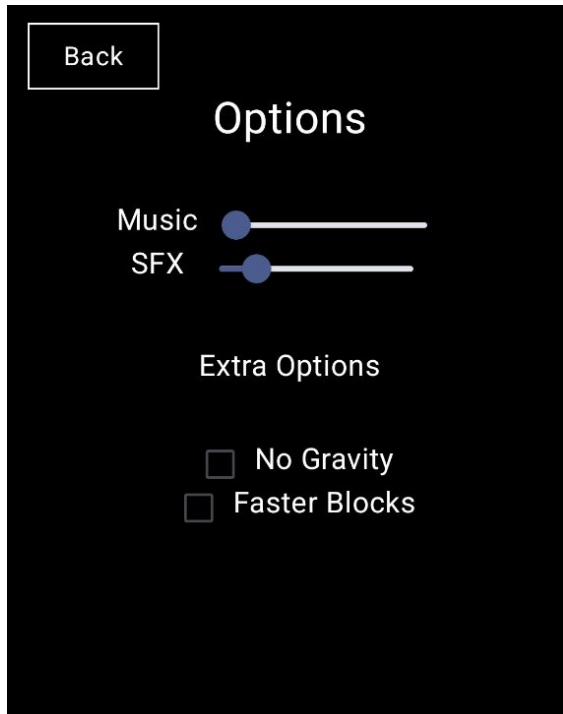 Back
Options
Music
SFX
Extra Options
No Gravity
Faster Blocks